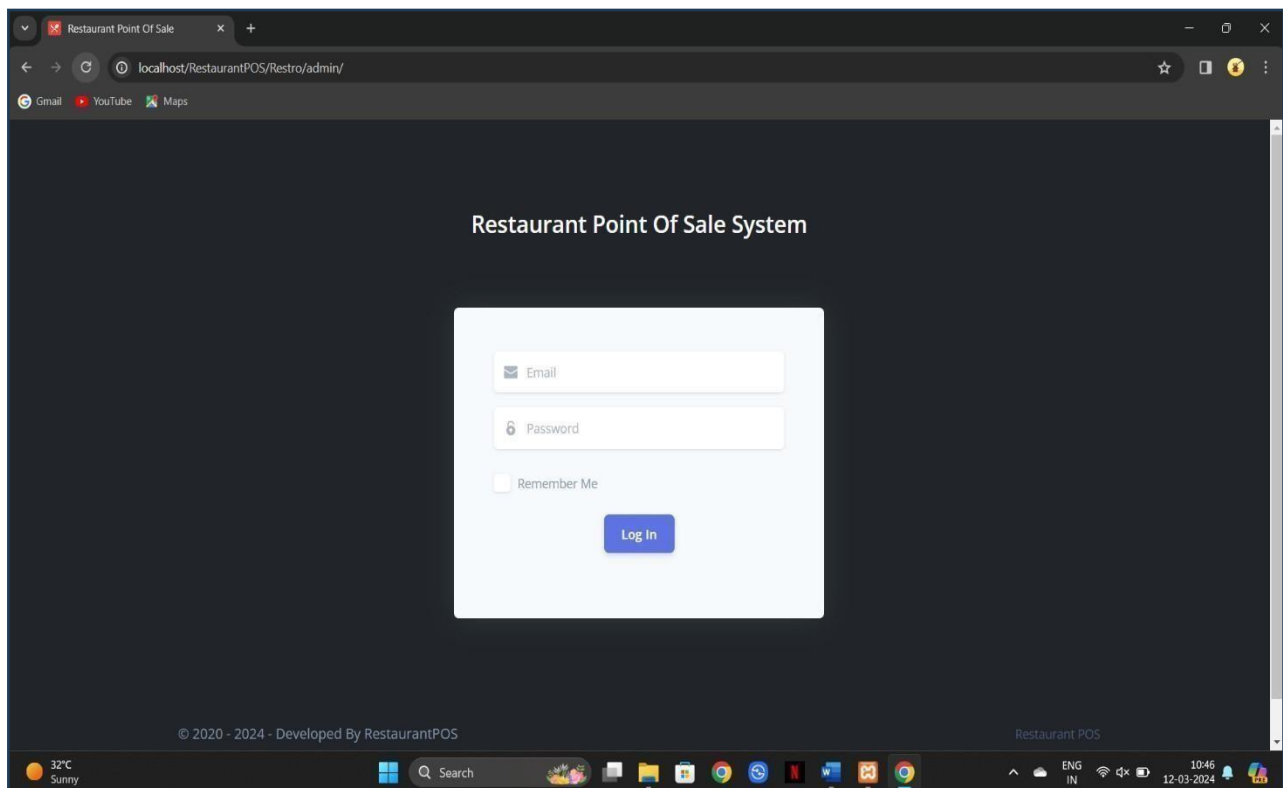 Restaurant Point Of Sale
localhost/RestaurantPOS/Restro/admin/
Gmail YouTube Maps
Restaurant Point Of Sale System
Email
Password
Remember Me
Log In
© 2020 - 2024 - Developed By RestaurantPOS
Restaurant POS
32°C
Sunny
Search
N
W
ENG
IN
10:46
12-03-2024